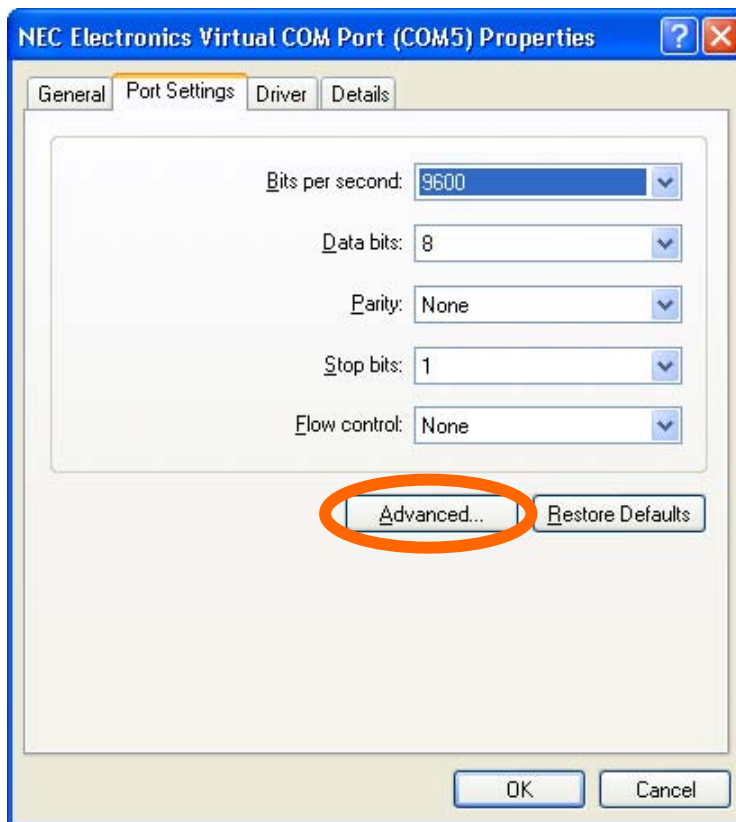 NEC Electronics Virtual COM Port (COM5) Properties
General Port Settings Driver Details
Bits per second: 9600
Data bits: 8
Parity: None
Stop bits: 1
Flow control: None
Advanced... Restore Defaults
OK Cancel